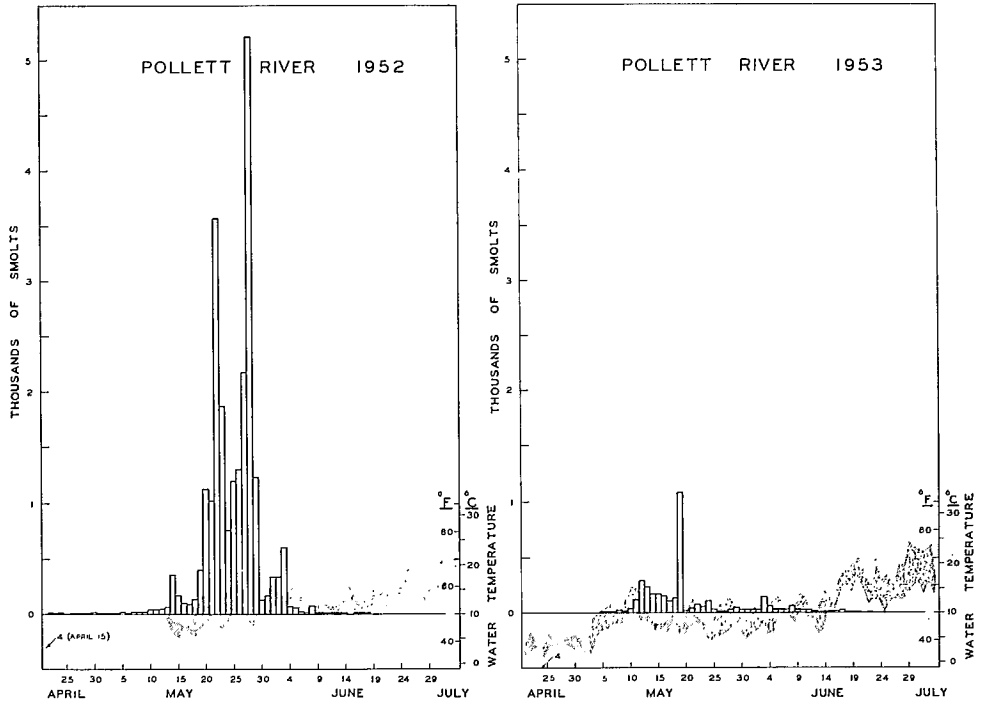 POLLETT RIVER 1952
THOUSANDS OF SMOLTS
5
4
3
2
1
0
4 (APRIL 15)
°F °C
30
80
20
60
10
40
0
WATER TEMPERATURE
25 5 10 15 20 25 30 4 9 14 19 24 29
APRIL MAY JUNE JULY
POLLETT RIVER 1953
THOUSANDS OF SMOLTS
5
4
3
2
1
0
4
°F °C
30
80
20
60
10
40
0
WATER TEMPERATURE
25 30 5 10 15 20 25 30 4 9 14 19 24 29
APRIL MAY JUNE JULY